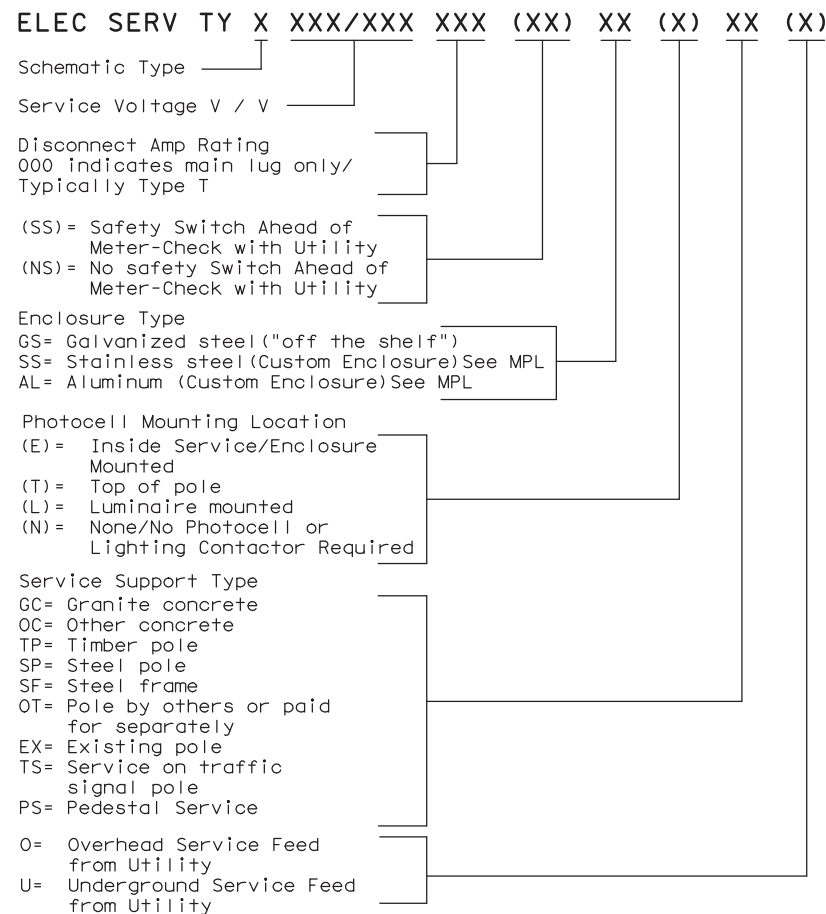 ELEC SERV TY X XXX/XXX XXX (XX) XX (X) XX (X)
Schematic Type
Service Voltage V / V
Disconnect Amp Rating
000 indicates main lug only/
Typically Type T
(SS)= Safety Switch Ahead of
Meter-Check with Utility
(NS)= No safety Switch Ahead of
Meter-Check with Utility
Enclosure Type
GS= Galvanized steel("off the shelf")
SS= Stainless steel(Custom Enclosure)See MPL
AL= Aluminum (Custom Enclosure)See MPL
Photocell Mounting Location
(E)= Inside Service/Enclosure
Mounted
(T)= Top of pole
(L)= Luminaire mounted
(N)= None/No Photocell or
Lighting Contactor Required
Service Support Type
GC= Granite concrete
OC= Other concrete
TP= Timber pole
SP= Steel pole
SF= Steel frame
OT= Pole by others or paid
for separately
EX= Existing pole
TS= Service on traffic
signal pole
PS= Pedestal Service
O= Overhead Service Feed
from Utility
U= Underground Service Feed
from Utility